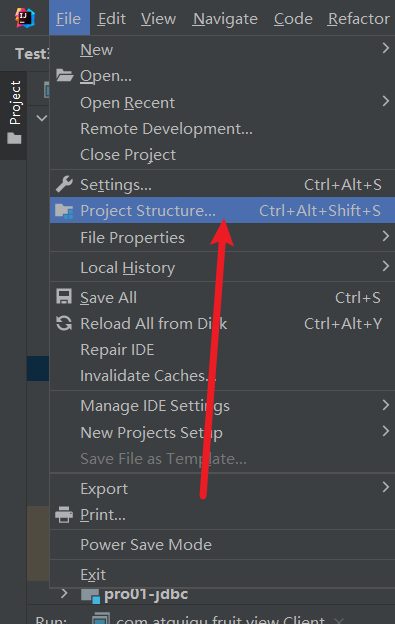 File Edit View Navigate Code Refactor
Project
New
Open...
Open Recent
Remote Development...
Close Project
Settings... Ctrl+Alt+S
Project Structure... Ctrl+Alt+Shift+S
File Properties
Local History
Save All Ctrl+S
Reload All from Disk Ctrl+Alt+Y
Repair IDE
Invalidate Caches...
Manage IDE Settings
New Projects Setup
Save File as Template...
Export
Print...
Power Save Mode
Exit
pro01-jdbc
Run: com.atguigu.fruit.view.Client